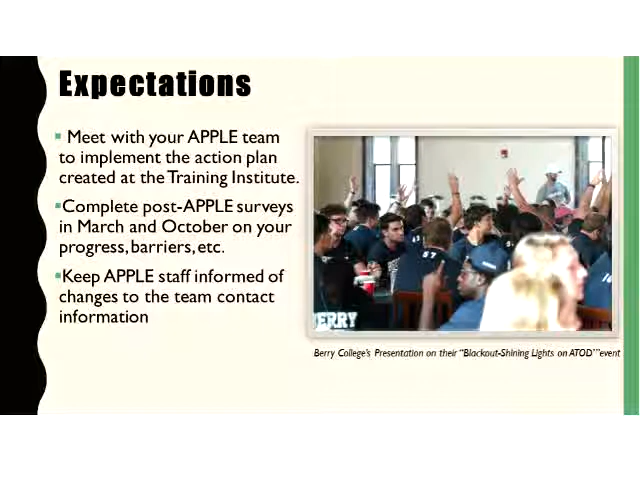 Expectations
▪ Meet with your APPLE team
to implement the action plan
created at the Training Institute.
▪Complete post-APPLE surveys
in March and October on your
progress, barriers, etc.
▪Keep APPLE staff informed of
changes to the team contact
information
57
BERRY
Berry College's Presentation on their "Blackout-Shining Lights on ATOD'"event